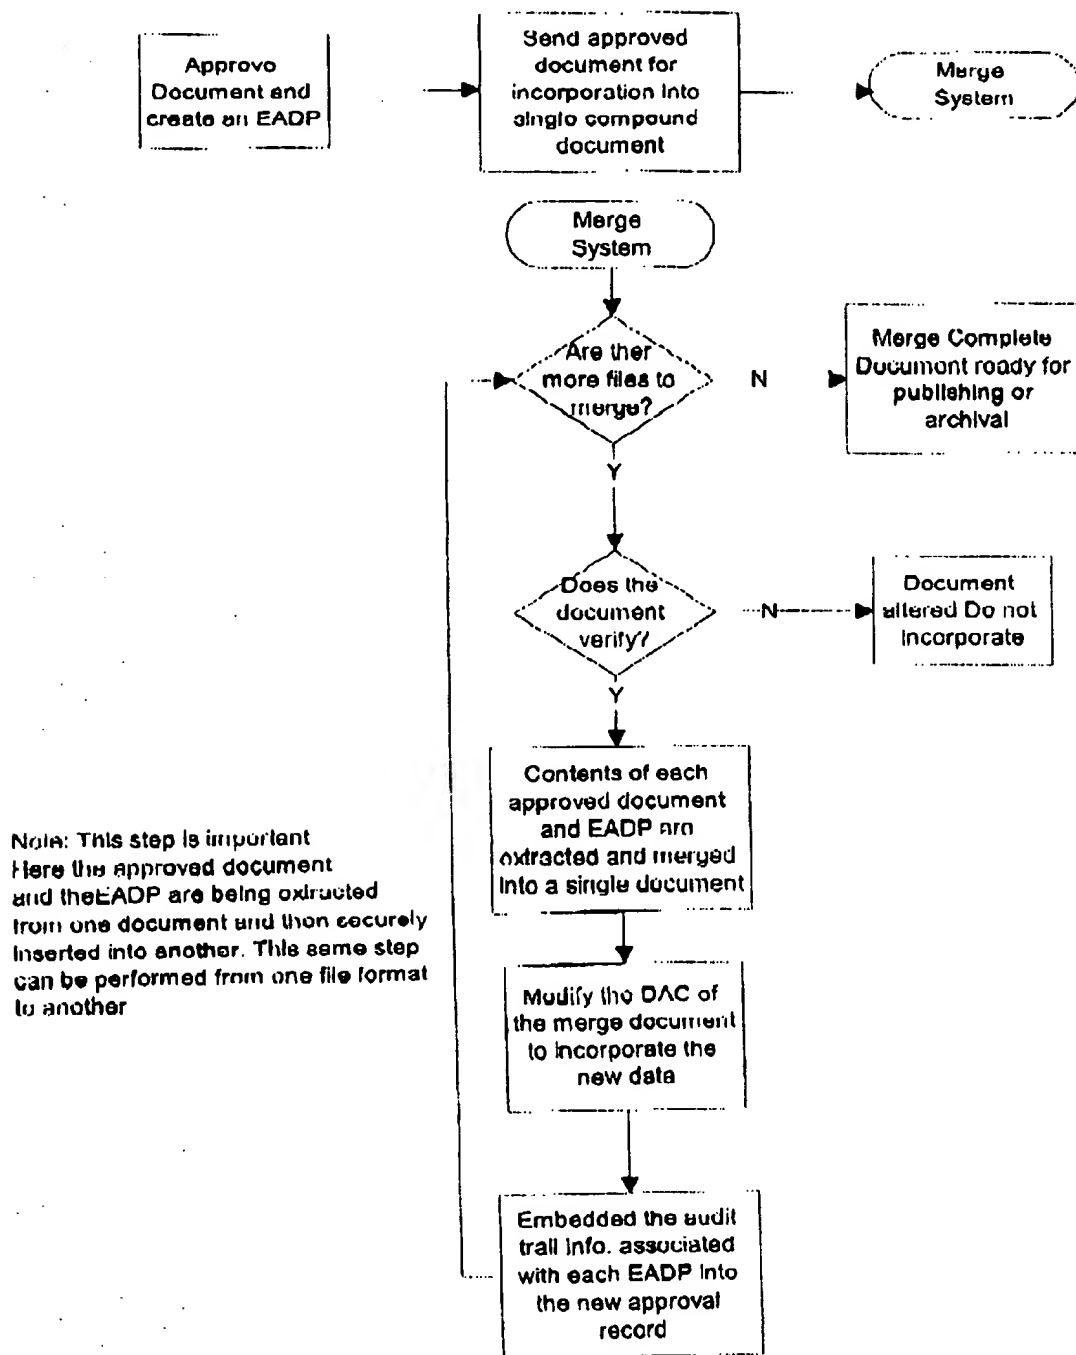 Approve
Document and
create an EADP
Send approved
document for
incorporation into
single compound
document
Merge
System
Merge
System
Are ther
more files to
merge?
N
Merge Complete
Document ready for
publishing or
archival
Y
Does the
document
verify?
N
Document
altered Do not
Incorporate
Y
Contents of each
approved document
and EADP are
extracted and merged
into a single document
Note: This step is important
Here the approved document
and theEADP are being extracted
from one document and then securely
inserted into another. This same step
can be performed from one file format
to another
Modify the DAC of
the merge document
to incorporate the
new data
Embedded the audit
trail info. associated
with each EADP into
the new approval
record